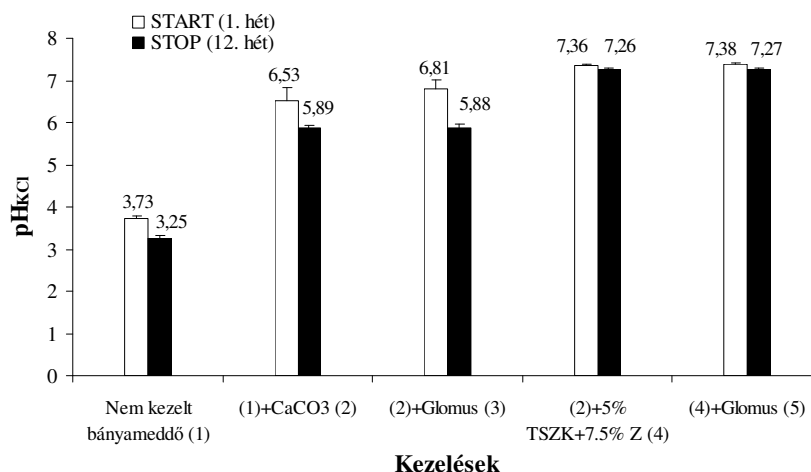 START (1. hét)
STOP (12. hét)
8
7
6
5
4
3
2
1
0
pHKCl
3,73
3,25
6,53
5,89
6,81
5,88
7,36
7,26
7,38
7,27
Nem kezelt
bányameddő (1)
(1)+CaCO3 (2)
(2)+Glomus (3)
(2)+5%
TSZK+7.5% Z (4)
(4)+Glomus (5)
Kezelések